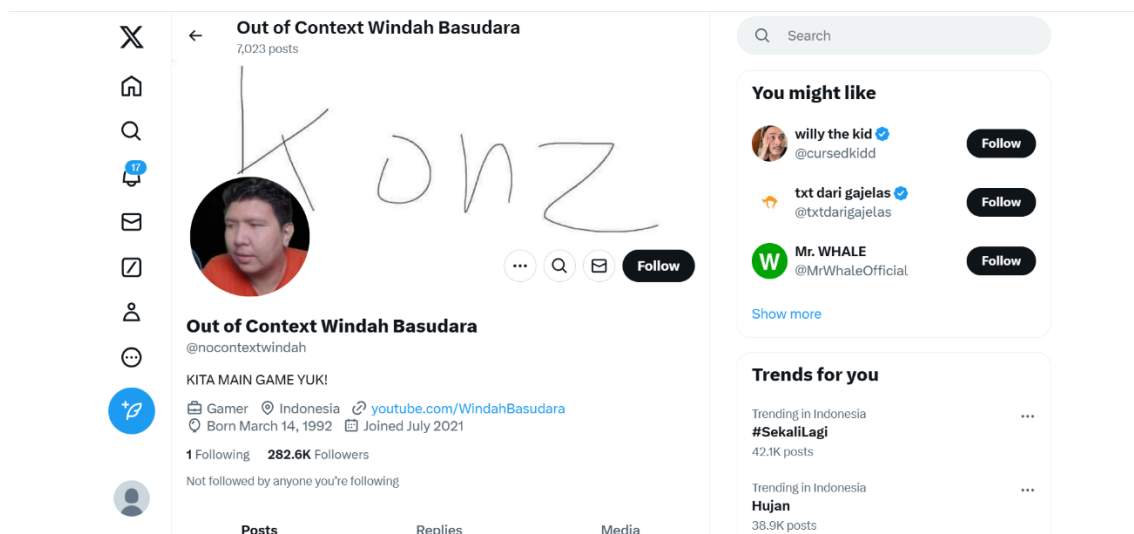 Out of Context Windah Basudara
7,023 posts
Konz
17
Follow
Out of Context Windah Basudara
@nocontextwindah
KITA MAIN GAME YUK!
Gamer Indonesia youtube.com/WindahBasudara
Born March 14, 1992 Joined July 2021
1 Following 282.6K Followers
Not followed by anyone you're following
Posts Replies Media
Search
You might like
willy the kid
@cursedkidd
Follow
txt dari gajelas
@txtdarigajelas
Follow
W
Mr. WHALE
@MrWhaleOfficial
Follow
Show more
Trends for you
Trending in Indonesia
#SekaliLagi
42.1K posts
Trending in Indonesia
Hujan
38.9K posts